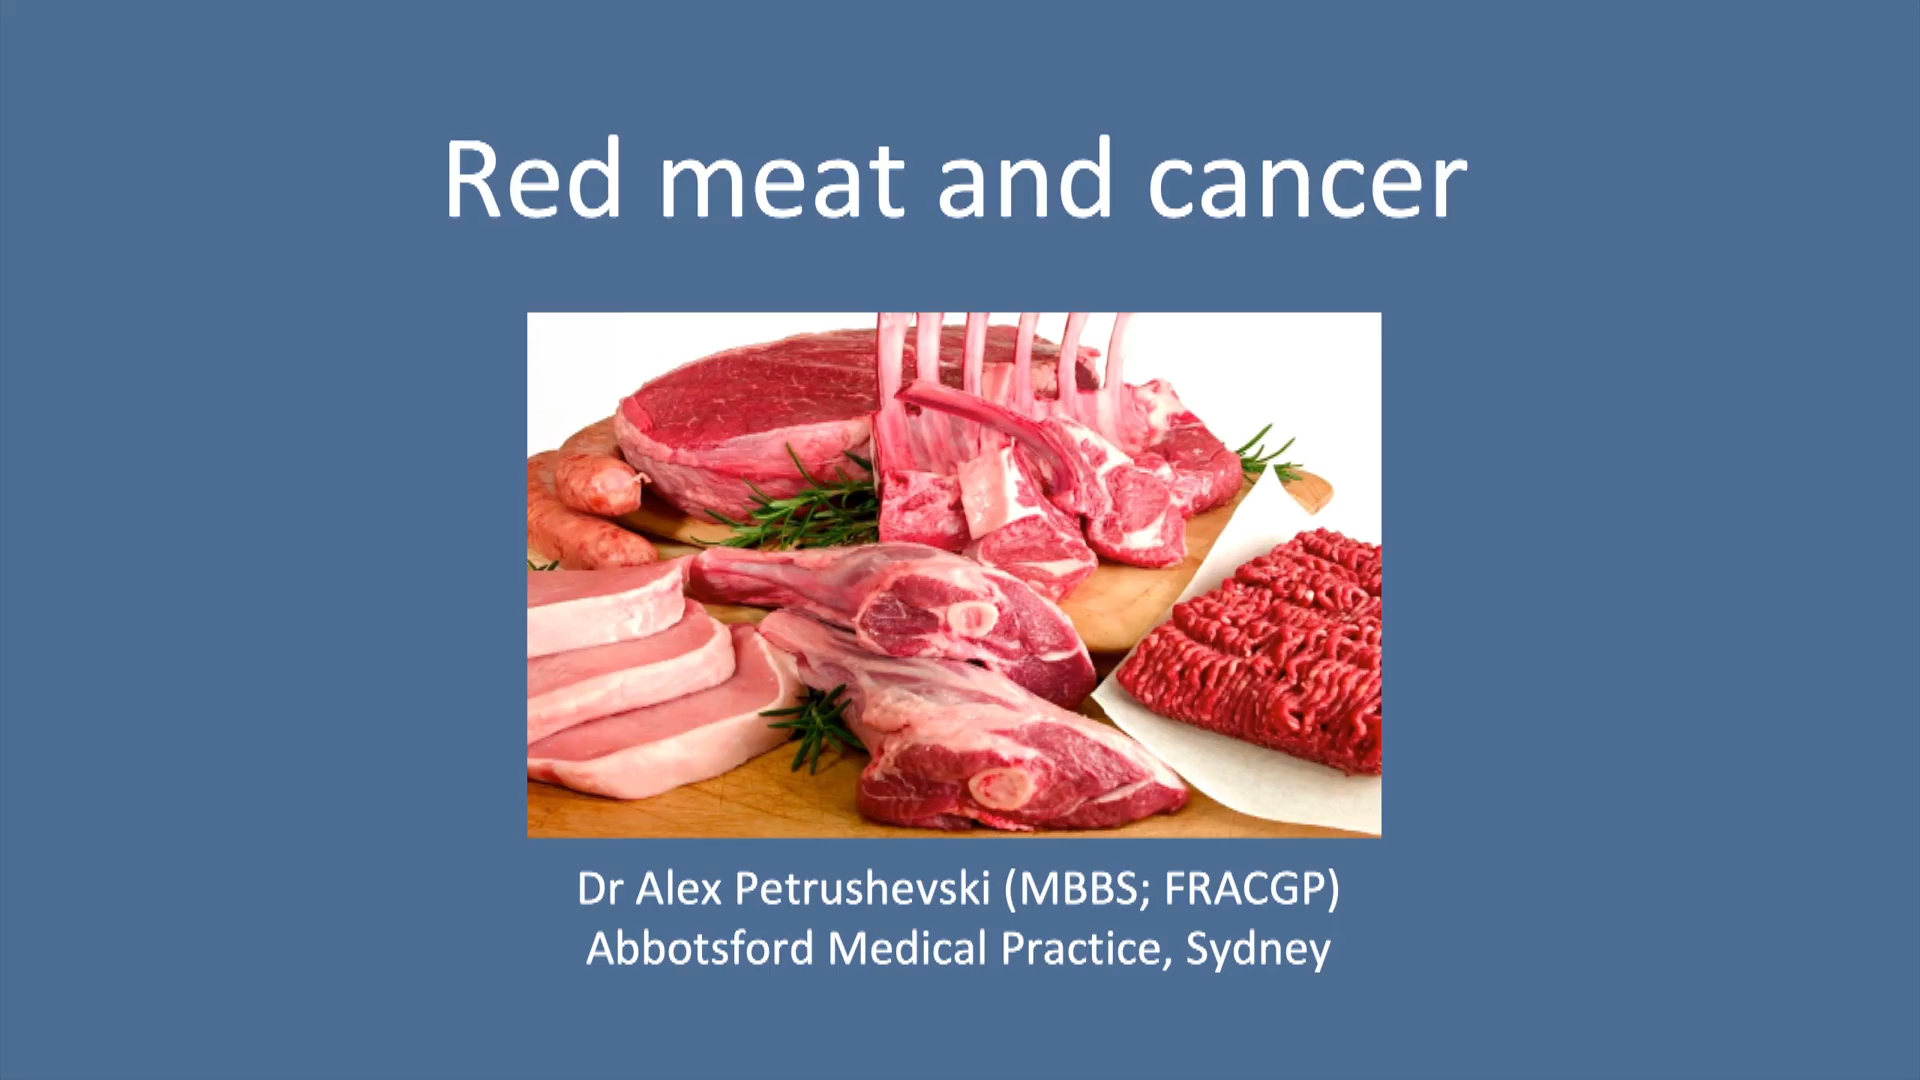 Red meat and cancer
Dr Alex Petrushevski (MBBS; FRACGP)
Abbotsford Medical Practice, Sydney